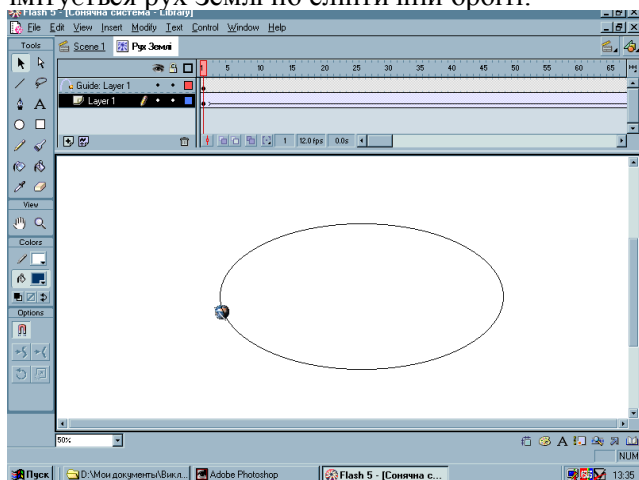 імітується рух Землі по еліптичній орбіті.
Flash 5 - [Сонячна система - Library]
File Edit View Insert Modify Text Control Window Help
Tools
Scene 1 Рух Землі
1 5 10 15 20 25 30 35 40 45 50 55 60 65
Guide: Layer 1
Layer 1
1 12.0 fps 0.0s
View
Colors
Options
50%
NUM
Пуск D:\Мои документы\Викл... Adobe Photoshop Flash 5 - [Сонячна с... 13:35